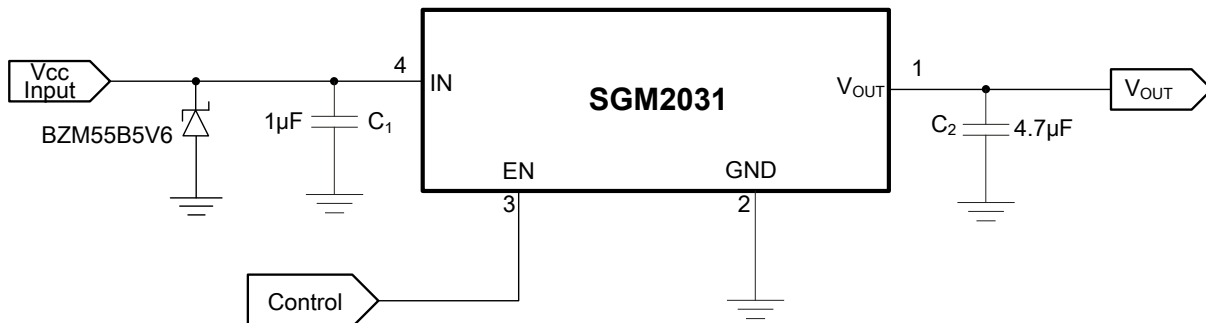 Vcc
Input
BZM55B5V6
1µF
C1
4
IN
SGM2031
EN
3
GND
2
VOUT
1
C2
4.7µF
VOUT
Control